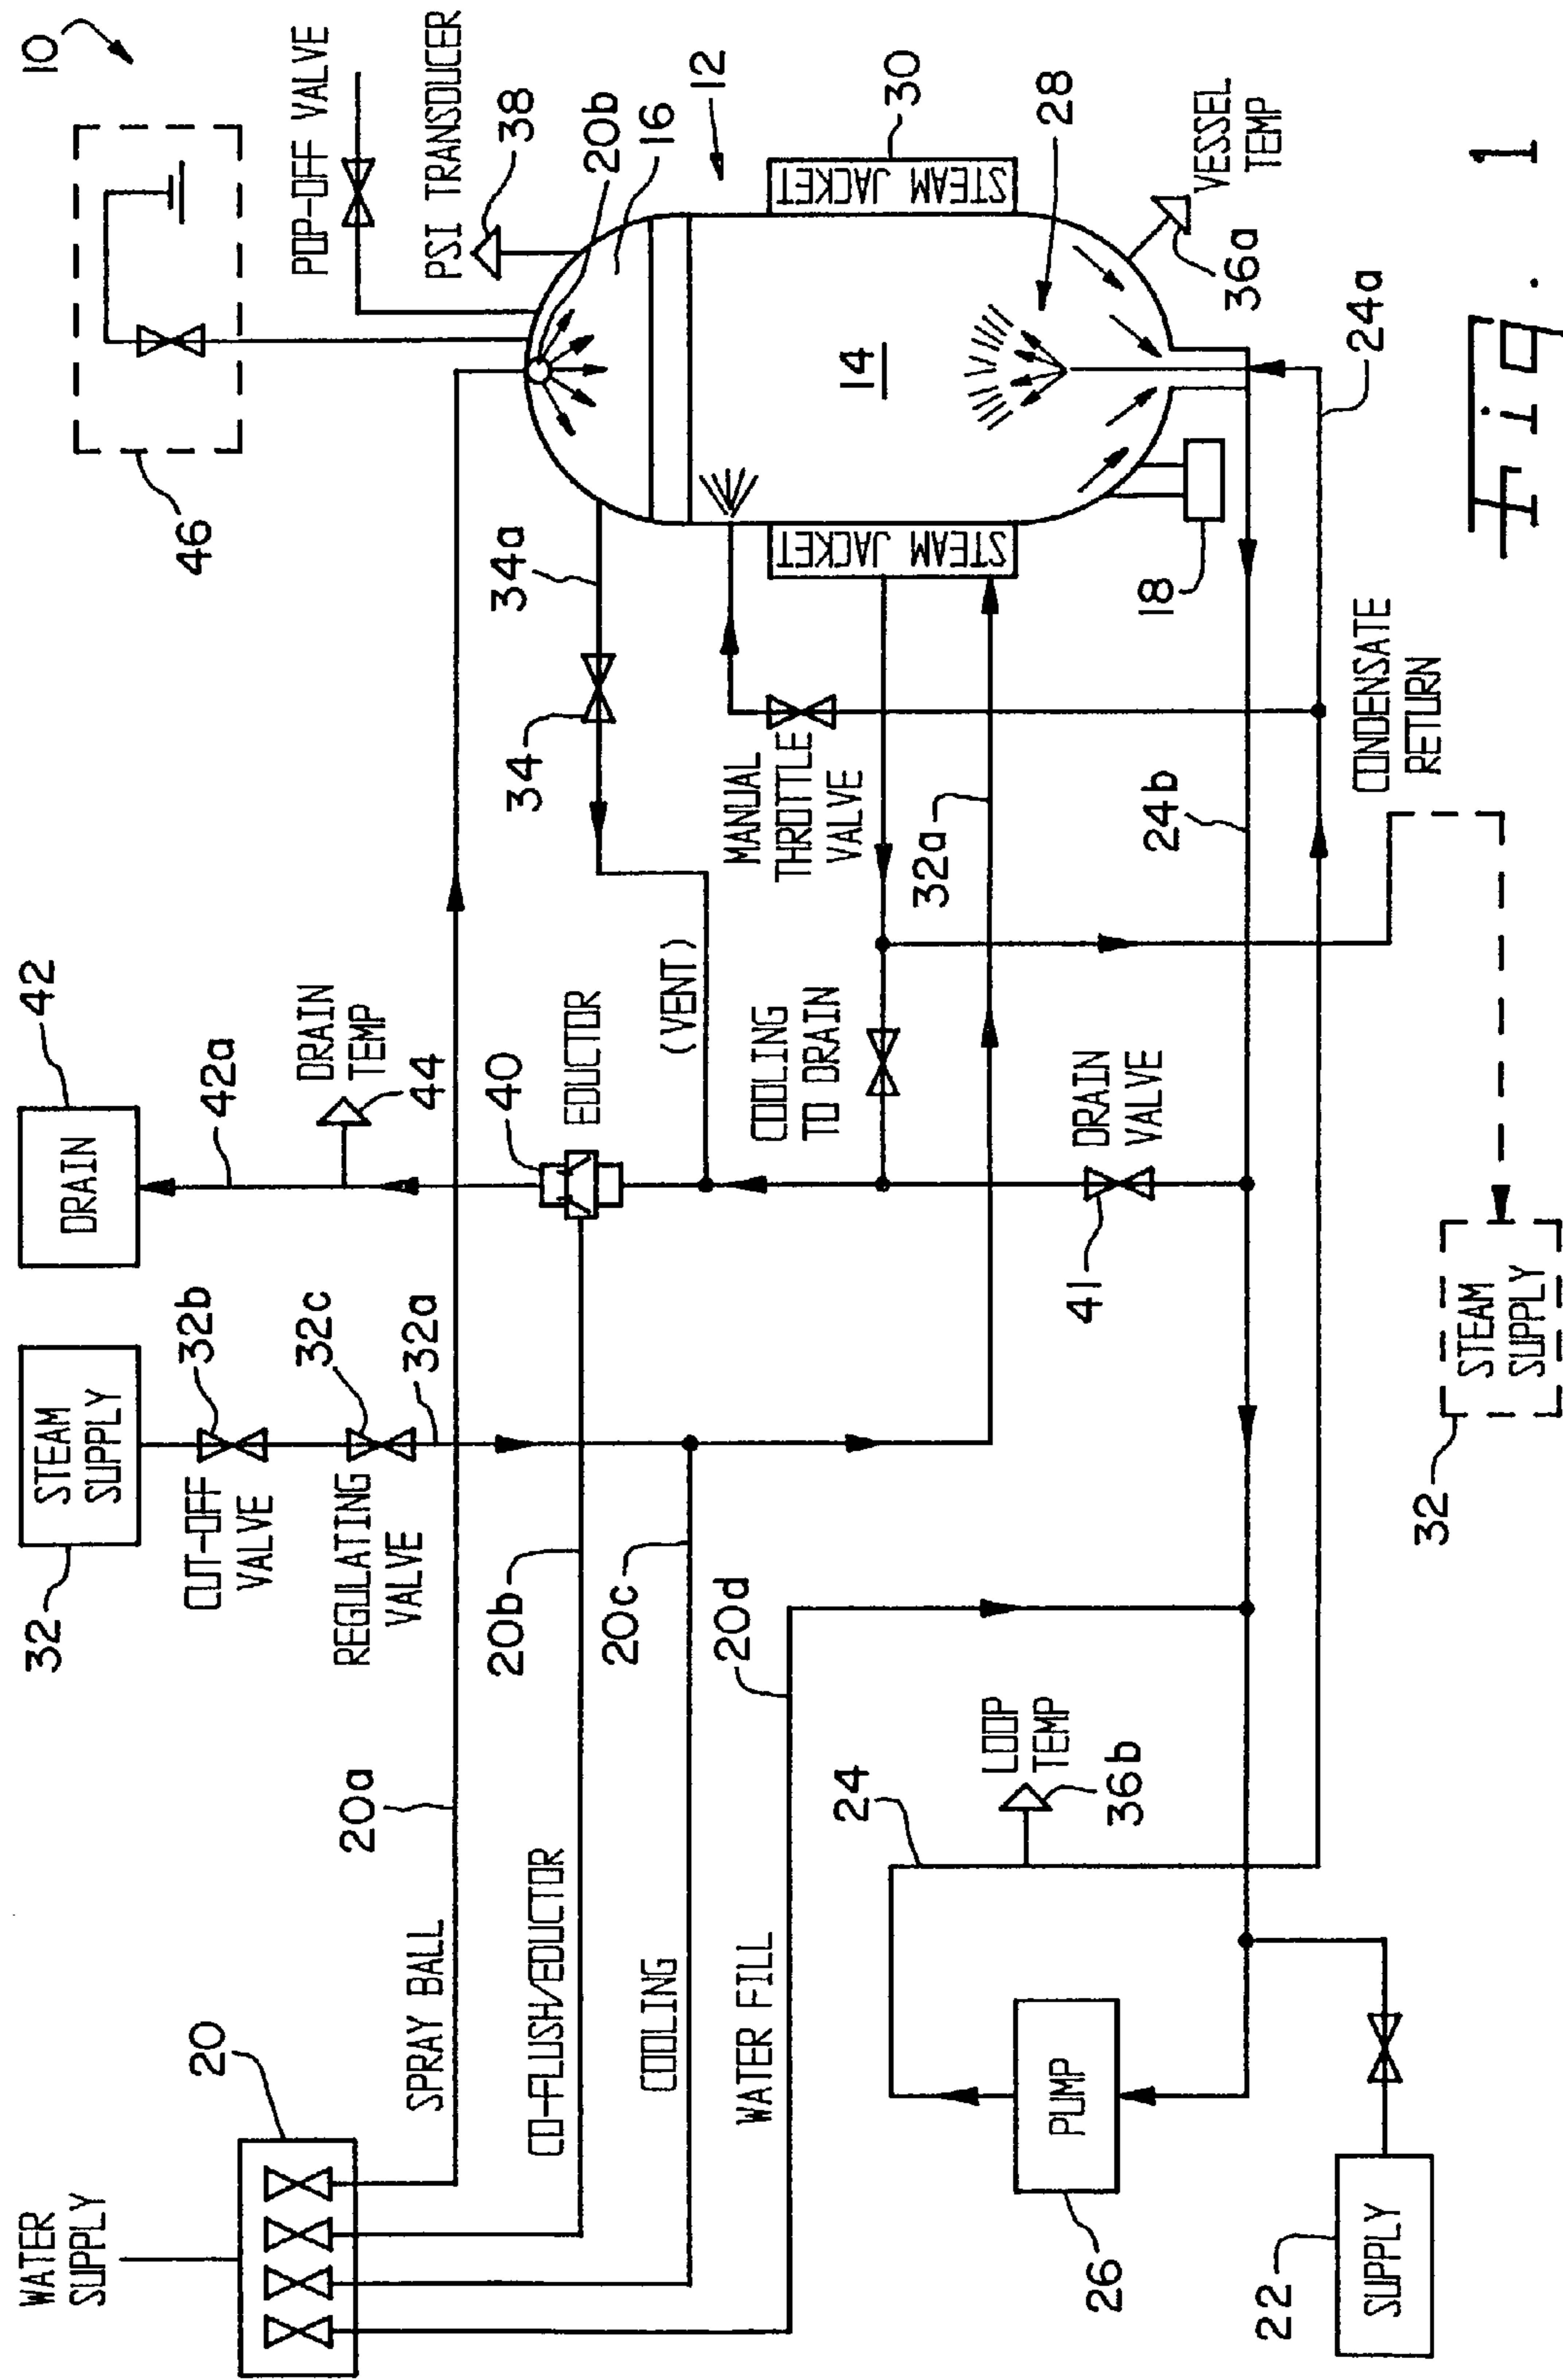 WATER
SUPPLY
20
SPRAY BALL
20a
CO-FLUSH/EDUCTOR
20b
COOLING
20c
WATER FILL
20d
32
STEAM
SUPPLY
CUT-OFF
VALVE
32b
REGULATING
VALVE
32c
32a
DRAIN
42
42a
DRAIN
TEMP
44
40
EDUCTOR
(VENT)
34
34a
46
10
POP-OFF VALVE
PSI TRANSDUCER
38
20b
16
12
STEAM JACKET
STEAM JACKET
30
14
28
VESSEL
TEMP
36a
18
MANUAL
THROTTLE
VALVE
32a
COOLING
TO DRAIN
DRAIN
VALVE
41
24b
24a
CONDENSATE
RETURN
24
LOOP
TEMP
36b
PUMP
26
22
SUPPLY
32
STEAM
SUPPLY
Fig. 1